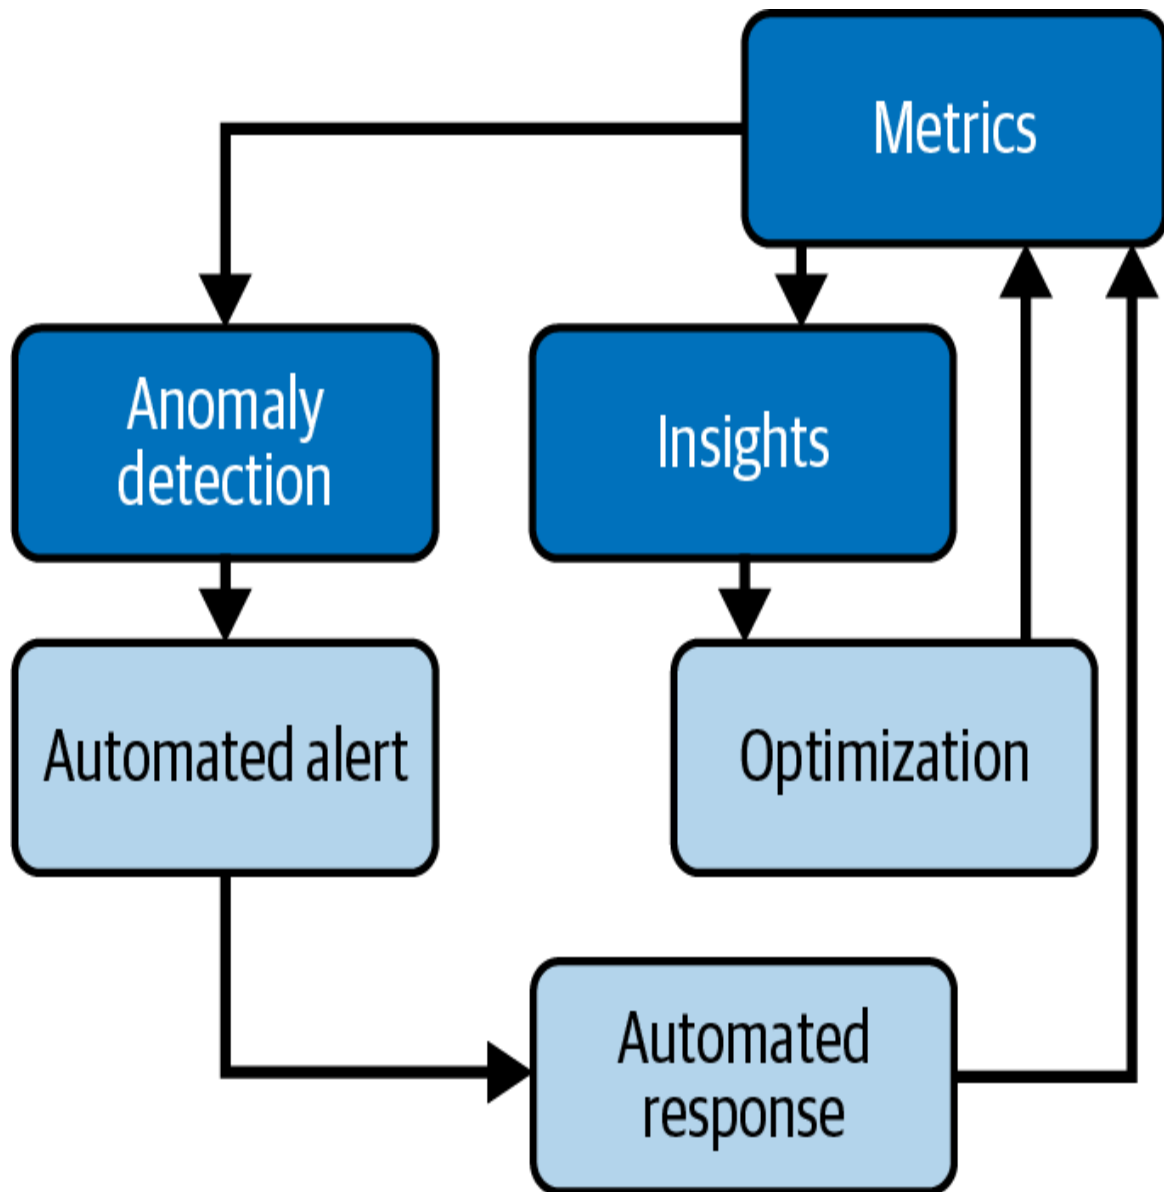 Metrics
Anomaly
detection
Insights
Automated alert
Optimization
Automated
response